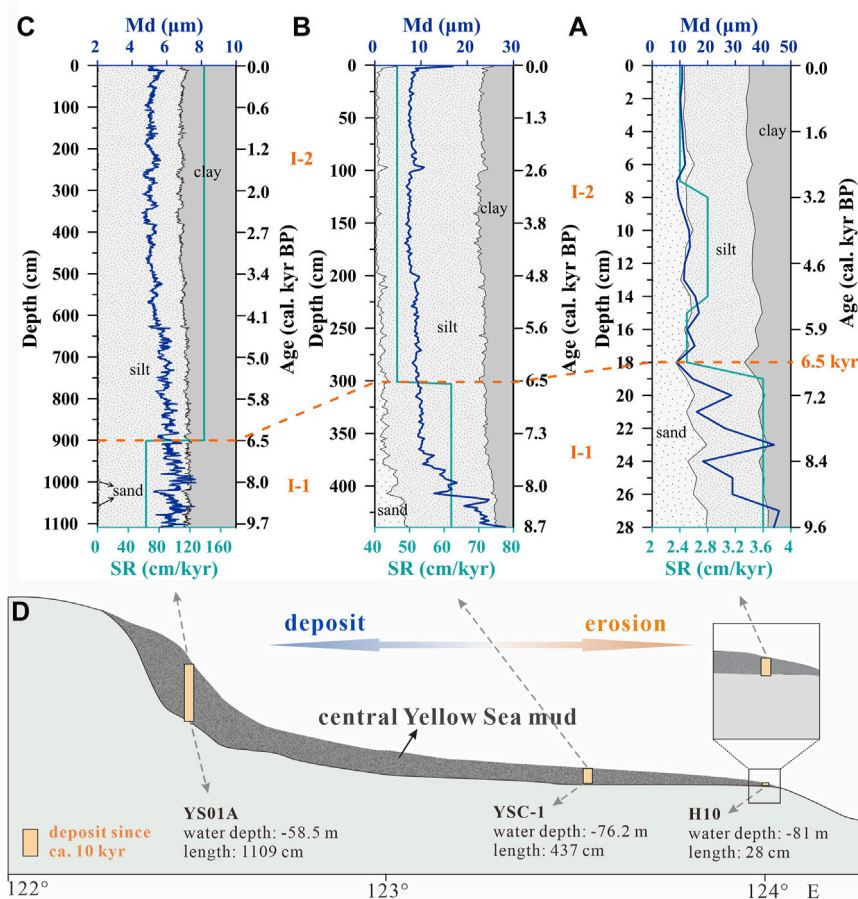 C
Md (μm)
2 4 6 8 10
Depth (cm)
0
100
200
300
400
500
600
700
800
900
1000
1100
silt
sand
clay
0.0
0.6
1.2
2.0
2.7
3.4
4.1
5.0
5.8
6.5
8.0
9.7
Age (cal. kyr BP)
0 40 80 120 160
SR (cm/kyr)
I-2
I-1
B
Md (μm)
0 10 20 30
Depth (cm)
0
50
100
150
200
250
300
350
400
clay
silt
sand
0.0
1.3
2.6
3.8
4.8
5.6
6.5
7.3
8.0
8.7
Age (cal. kyr BP)
40 50 60 70 80
SR (cm/kyr)
I-2
I-1
A
Md (μm)
0 10 20 30 40 50
Depth (cm)
0
2
4
6
8
10
12
14
16
18
20
22
24
26
28
clay
silt
sand
0.0
1.6
3.2
4.6
5.9
6.5 kyr
7.2
8.4
9.6
Age (cal. kyr BP)
2 2.4 2.8 3.2 3.6 4
SR (cm/kyr)
D
deposit
erosion
central Yellow Sea mud
YS01A
water depth: -58.5 m
length: 1109 cm
YSC-1
water depth: -76.2 m
length: 437 cm
H10
water depth: -81 m
length: 28 cm
deposit since
ca. 10 kyr
122° 123° 124° E